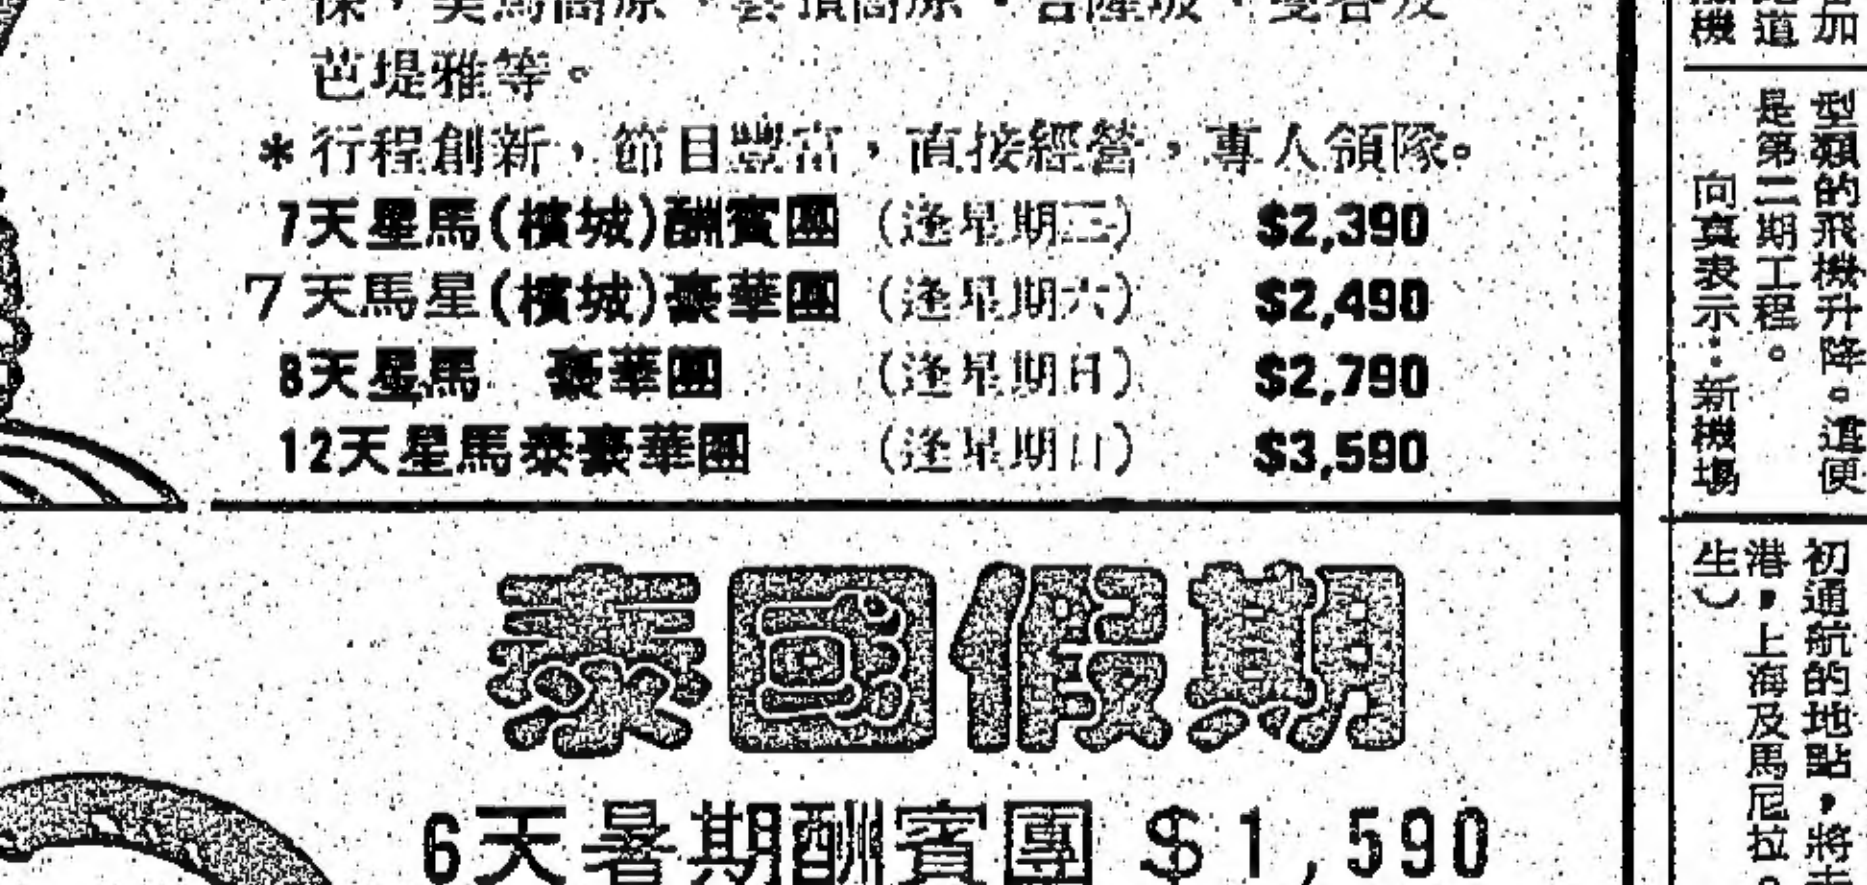 芭堤雅等。
*行程創新，節目豐富，直接經營，專人領隊。
7天星馬(檳城)酬賓團 (逢星期三) $2,390
7天馬星(檳城)豪華團 (逢星期六) $2,490
8天星馬 豪華團 (逢星期日) $2,790
12天星馬泰豪華團 (逢星期日) $3,590
泰國假期
6天暑期酬賓團 $1,590
加
道
機
型類的飛機升降。這便
是第二期工程。
向真表示：新機場
初通航的地點，將
港，上海及馬尼拉。
生）